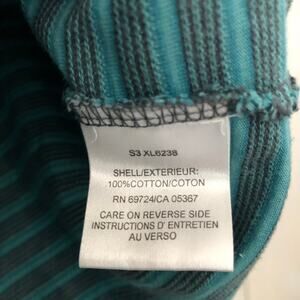 S3 XL6238
SHELL/EXTERIEUR:
100%COTTON/COTON
RN 69724/CA 05367
CARE ON REVERSE SIDE
INSTRUCTIONS D' ENTRETIEN
AU VERSO